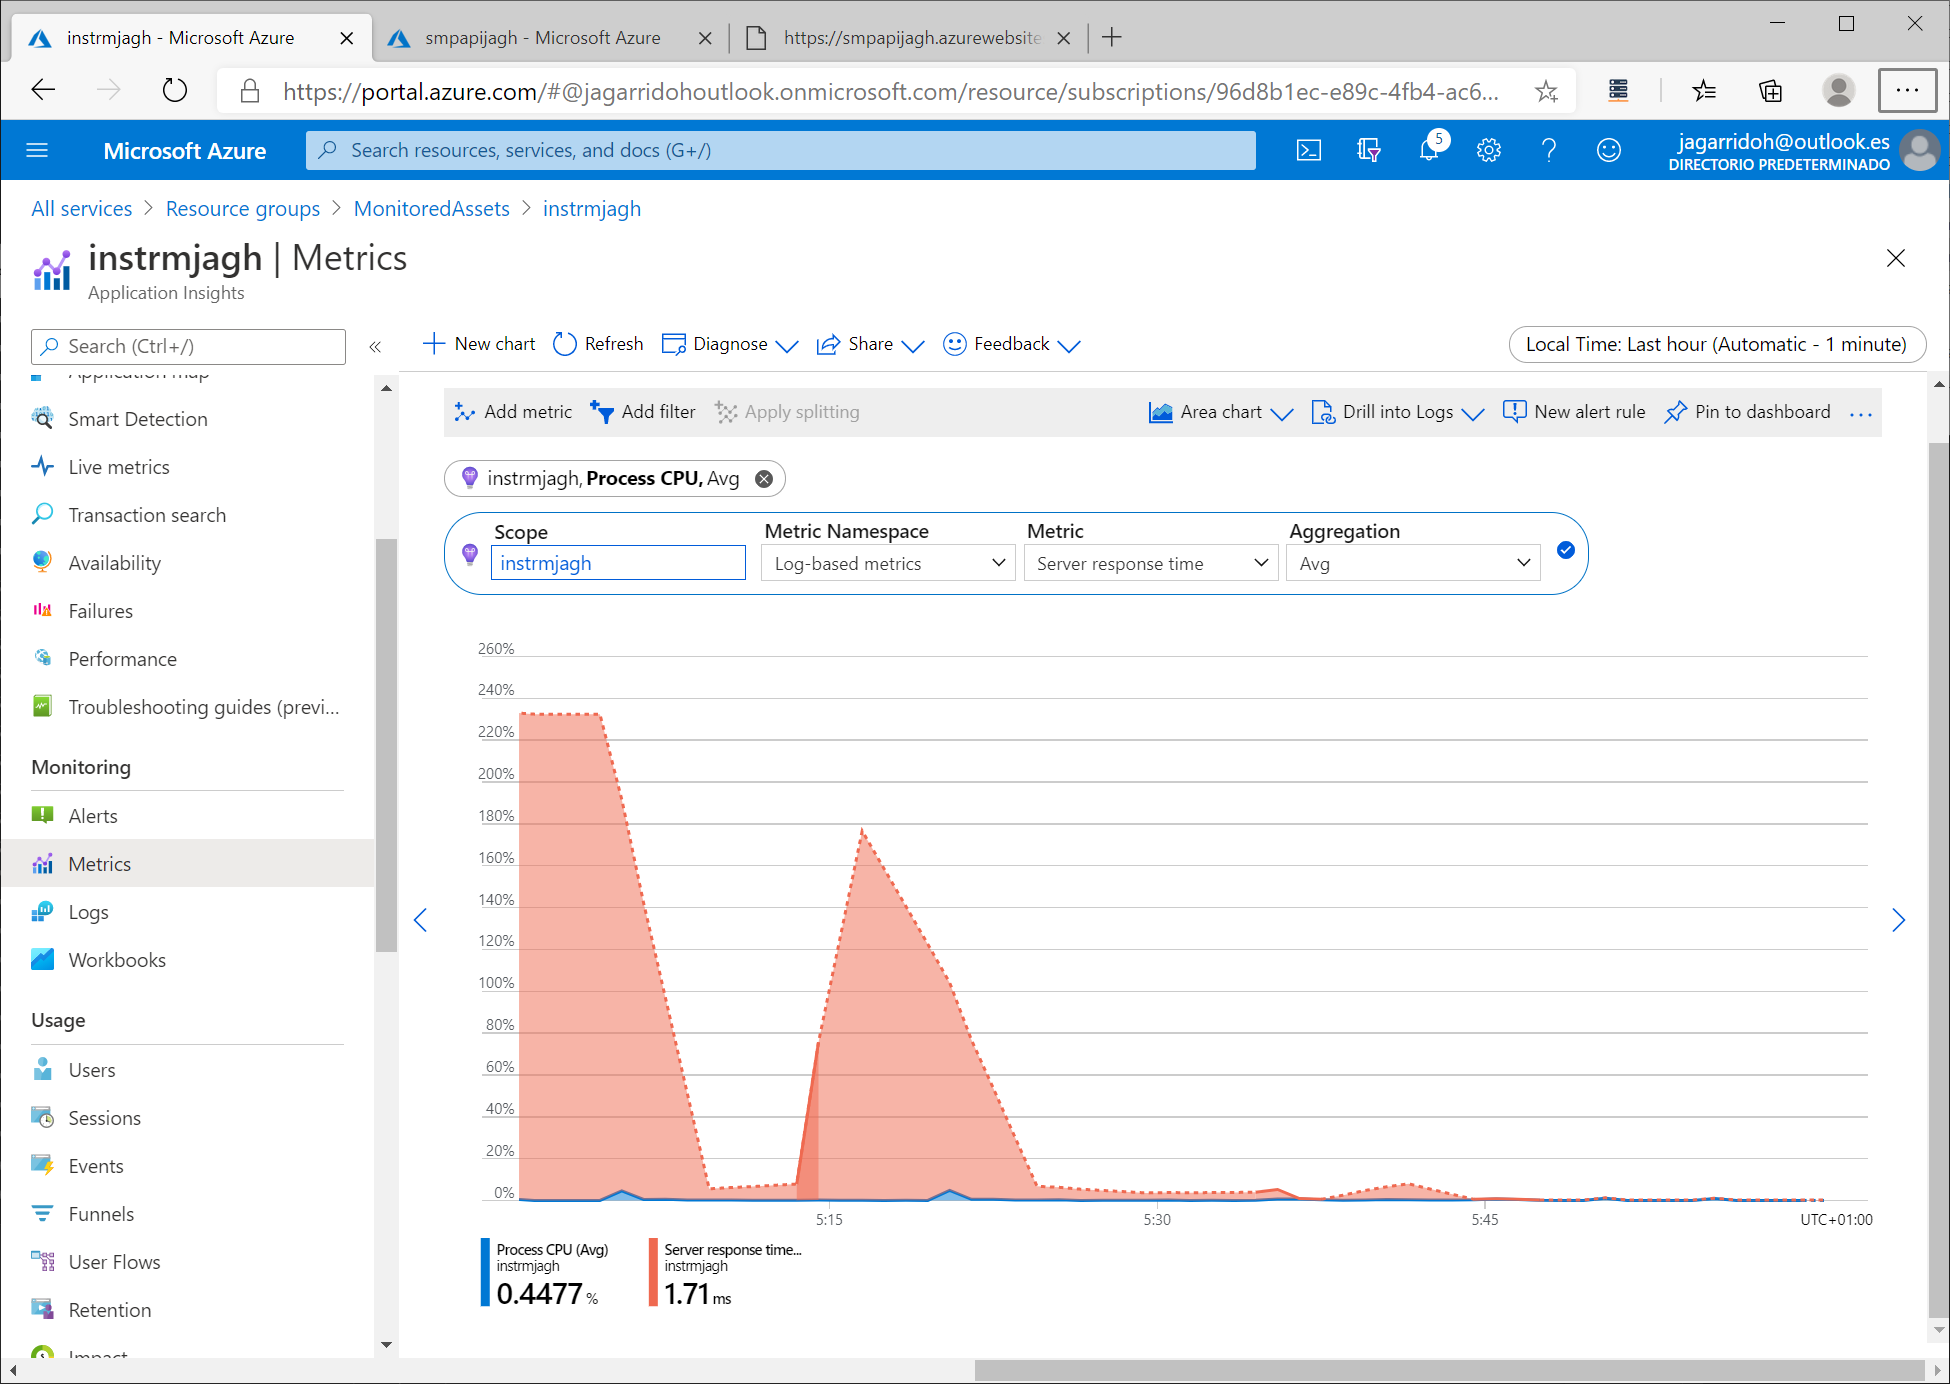 instrmjagh - Microsoft Azure
smpapijagh - Microsoft Azure
https://smpapijagh.azurewebsite
https://portal.azure.com/#@jagarridohoutlook.onmicrosoft.com/resource/subscriptions/96d8b1ec-e89c-4fb4-ac6...
Microsoft Azure
Search resources, services, and docs (G+/)
5
jagarridoh@outlook.es
DIRECTORIO PREDETERMINADO
All services > Resource groups > MonitoredAssets > instrmjagh
instrmjagh | Metrics
Application Insights
Search (Ctrl+/)
«
New chart
Refresh
Diagnose
Share
Feedback
Local Time: Last hour (Automatic - 1 minute)
Application map
Smart Detection
Live metrics
Transaction search
Availability
Failures
Performance
Troubleshooting guides (previ...
Monitoring
Alerts
Metrics
Logs
Workbooks
Usage
Users
Sessions
Events
Funnels
User Flows
Retention
Impact
Add metric
Add filter
Apply splitting
Area chart
Drill into Logs
New alert rule
Pin to dashboard
...
instrmjagh, Process CPU, Avg
Scope
instrmjagh
Metric Namespace
Log-based metrics
Metric
Server response time
Aggregation
Avg
260%
240%
220%
200%
180%
160%
140%
120%
100%
80%
60%
40%
20%
0%
5:15
5:30
5:45
UTC+01:00
Process CPU (Avg)
instrmjagh
0.4477 %
Server response time...
instrmjagh
1.71 ms